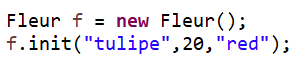 Fleur f = new Fleur();
f.init("tulipe",20,"red");